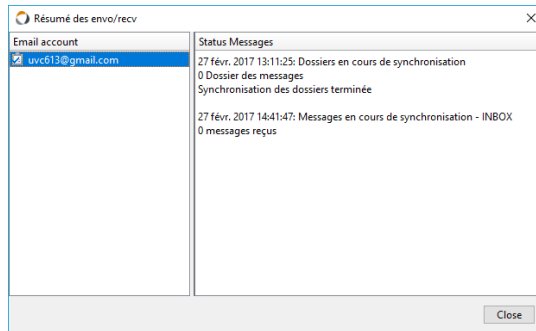 Résumé des envo/recv
Email account
Status Messages
uvc613@gmail.com
27 févr. 2017 13:11:25: Dossiers en cours de synchronisation
0 Dossier des messages
Synchronisation des dossiers terminée
27 févr. 2017 14:41:47: Messages en cours de synchronisation - INBOX
0 messages reçus
Close